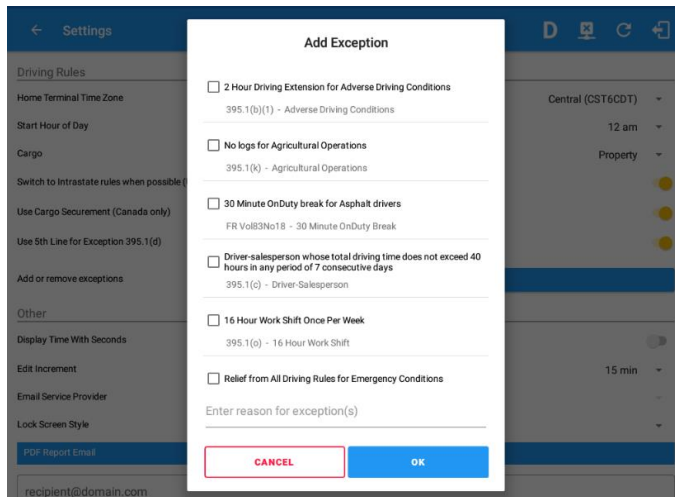 Settings
D
Add Exception
Driving Rules
Home Terminal Time Zone
Central (CST6CDT)
Start Hour of Day
12 am
Cargo
Property
Switch to Intrastate rules when possible (
Use Cargo Securement (Canada only)
Use 5th Line for Exception 395.1(d)
Add or remove exceptions
Other
Display Time With Seconds
Edit Increment
15 min
Email Service Provider
Lock Screen Style
PDF Report Email
recipient@domain.com
2 Hour Driving Extension for Adverse Driving Conditions
395.1(b)(1) - Adverse Driving Conditions
No logs for Agricultural Operations
395.1(k) - Agricultural Operations
30 Minute OnDuty break for Asphalt drivers
FR Vol83No18 - 30 Minute OnDuty Break
Driver-salesperson whose total driving time does not exceed 40
hours in any period of 7 consecutive days
395.1(c) - Driver-Salesperson
16 Hour Work Shift Once Per Week
395.1(o) - 16 Hour Work Shift
Relief from All Driving Rules for Emergency Conditions
Enter reason for exception(s)
CANCEL
OK